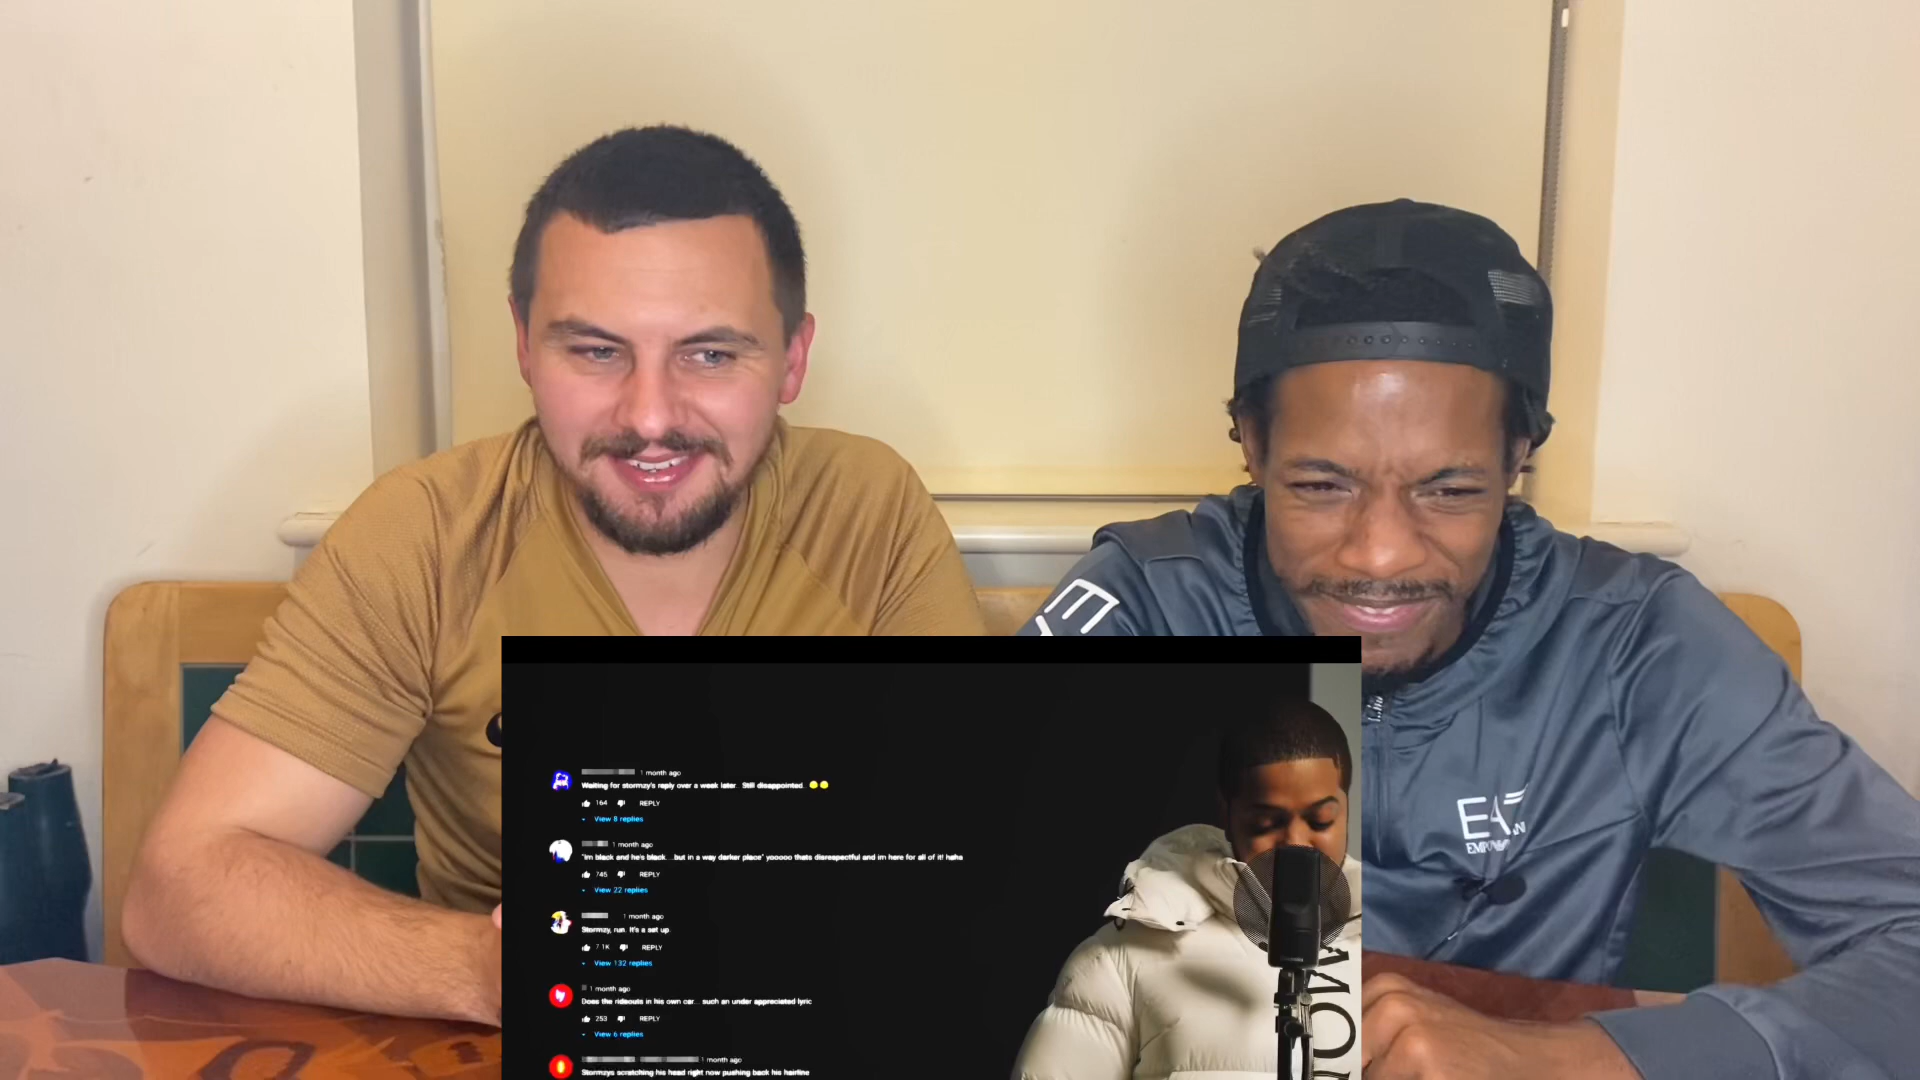 1 month ago
Waiting for stormzy's reply over a week later. Still disappointed.
164 REPLY
View 8 replies
1 month ago
"Im black and he's black....but in a way darker place" yooooo thats disrespectful and im here for all of it! haha
745 REPLY
View 22 replies
1 month ago
Stormzy, run. It's a set up.
7.1K REPLY
View 132 replies
1 month ago
Does the rideouts in his own car... such an under appreciated lyric
253 REPLY
View 6 replies
1 month ago
Stormzys scratching his head right now pushing back his hairline
E
EA7